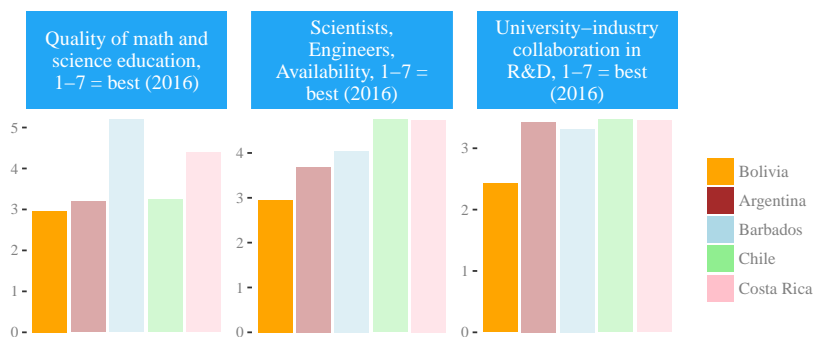 Quality of math and
science education,
1−7 = best (2016)
Scientists,
Engineers,
Availability, 1−7 =
best (2016)
University−industry
collaboration in
R&D, 1−7 = best
(2016)
5
4
3
2
1
0
4
3
2
1
0
3
2
1
0
Bolivia
Argentina
Barbados
Chile
Costa Rica